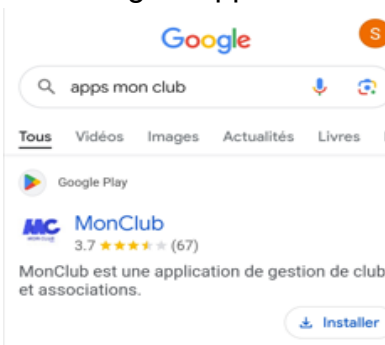 Google
S
apps mon club
Tous Vidéos Images Actualités Livres
Google Play
MC
MonClub
3.7 ★★★★★ (67)
MonClub est une application de gestion de club
et associations.
Installer